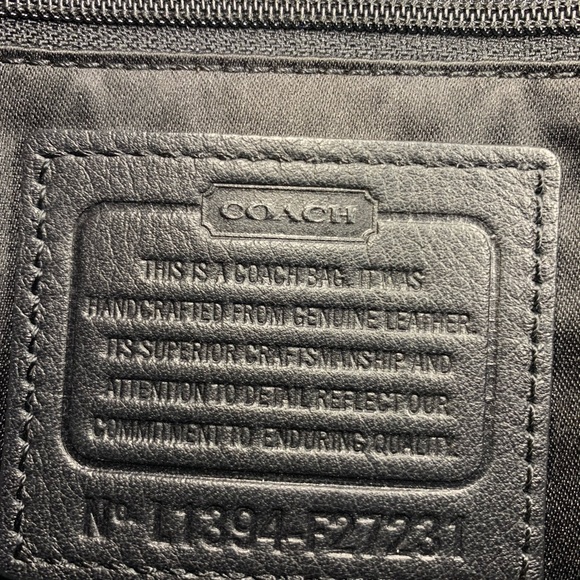 COACH
THIS IS A COACH BAG. IT WAS
HANDCRAFTED FROM GENUINE LEATHER.
ITS SUPERIOR CRAFTSMANSHIP AND
ATTENTION TO DETAIL REFLECT OUR
COMMITMENT TO ENDURING QUALITY.
Nº L1394-F27231